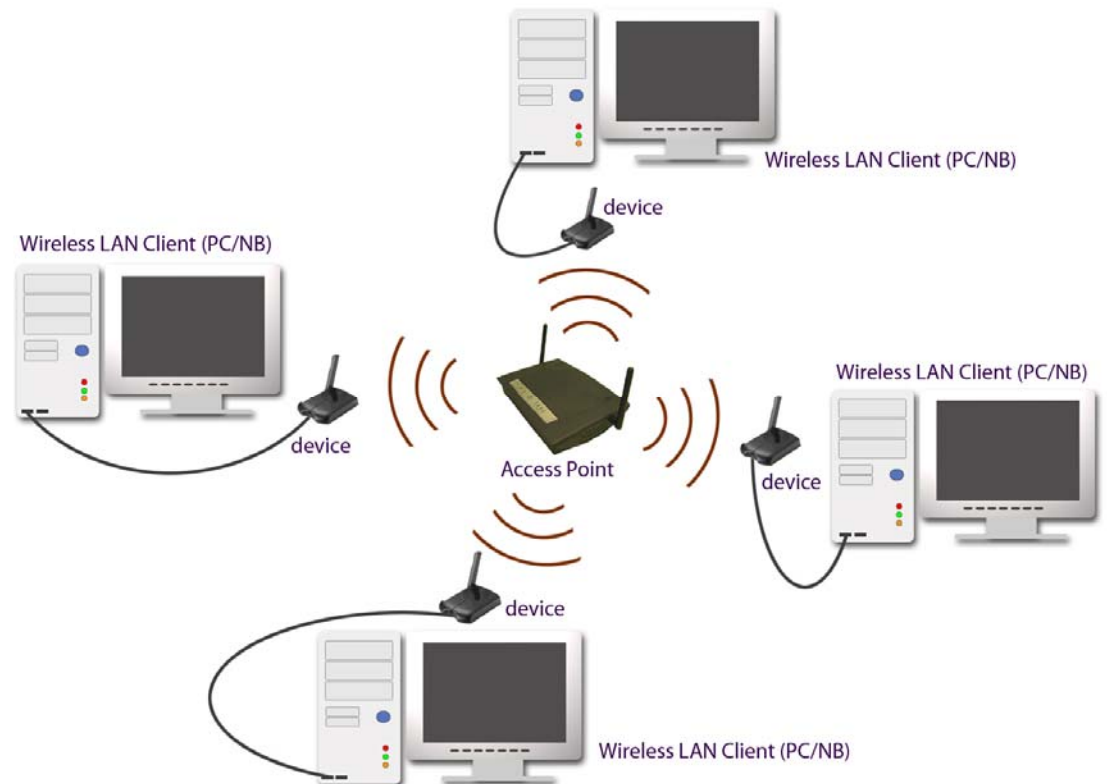 Wireless LAN Client (PC/NB)
device
Wireless LAN Client (PC/NB)
device
Access Point
Wireless LAN Client (PC/NB)
device
device
Wireless LAN Client (PC/NB)